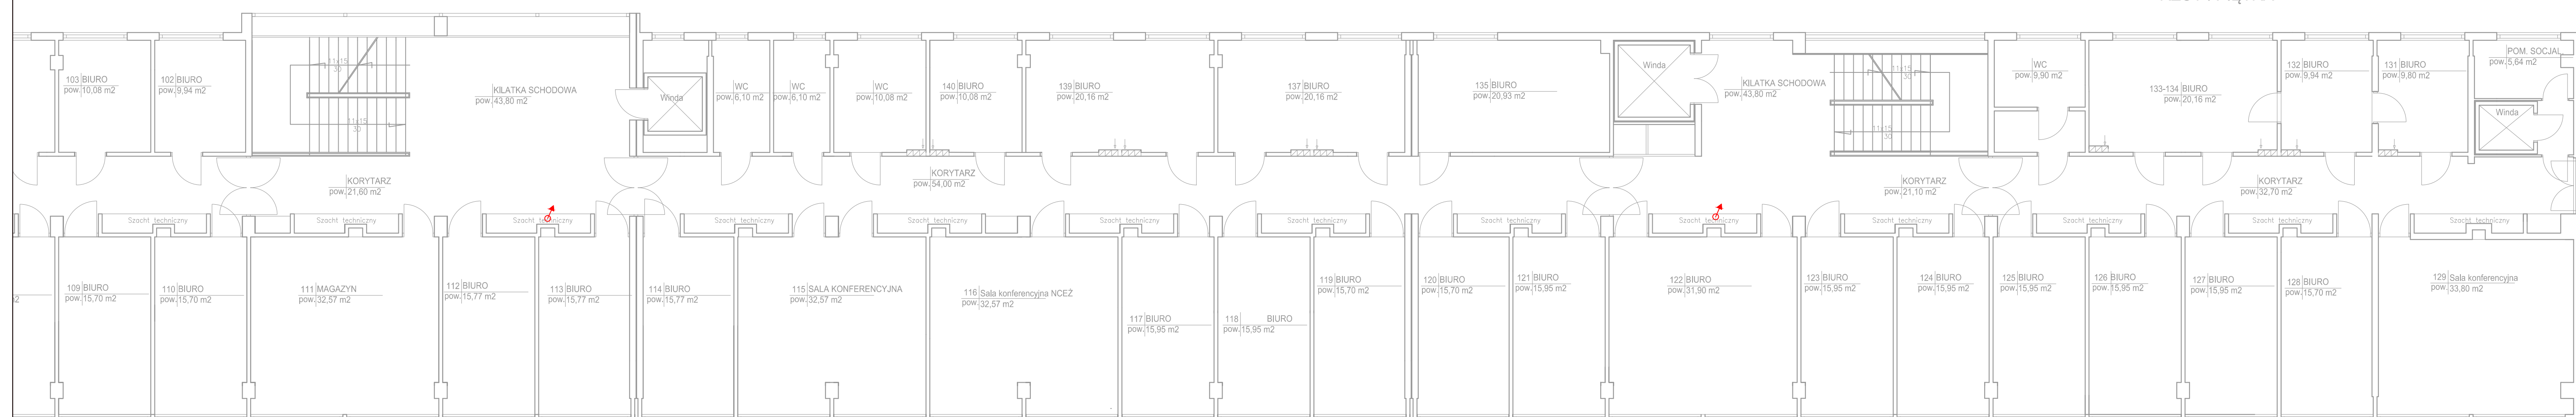 103 BIURO
pow. 10,08 m2
102 BIURO
pow. 9,94 m2
11x15
30
11x15
30
KILATKA SCHODOWA
pow. 43,80 m2
Winda
WC
pow. 6,10 m2
WC
pow. 6,10 m2
WC
pow. 10,08 m2
140 BIURO
pow. 10,08 m2
139 BIURO
pow. 20,16 m2
137 BIURO
pow. 20,16 m2
135 BIURO
pow. 20,93 m2
Winda
KILATKA SCHODOWA
pow. 43,80 m2
11x15
30
11x15
30
WC
pow. 9,90 m2
133-134 BIURO
pow. 20,16 m2
132 BIURO
pow. 9,94 m2
131 BIURO
pow. 9,80 m2
POM. SOCJAL.
pow. 5,64 m2
Winda
KORYTARZ
pow. 21,60 m2
KORYTARZ
pow. 54,00 m2
KORYTARZ
pow. 21,10 m2
KORYTARZ
pow. 32,70 m2
Szacht techniczny
Szacht techniczny
Szacht techniczny
Szacht techniczny
Szacht techniczny
Szacht techniczny
Szacht techniczny
Szacht techniczny
Szacht techniczny
Szacht techniczny
Szacht techniczny
Szacht techniczny
Szacht techniczny
109 BIURO
pow. 15,70 m2
110 BIURO
pow. 15,70 m2
111 MAGAZYN
pow. 32,57 m2
112 BIURO
pow. 15,77 m2
113 BIURO
pow. 15,77 m2
114 BIURO
pow. 15,77 m2
115 SALA KONFERENCYJNA
pow. 32,57 m2
116 Sala konferencyjna NCEŻ
pow. 32,57 m2
117 BIURO
pow. 15,95 m2
118 BIURO
pow. 15,95 m2
119 BIURO
pow. 15,70 m2
120 BIURO
pow. 15,70 m2
121 BIURO
pow. 15,95 m2
122 BIURO
pow. 31,90 m2
123 BIURO
pow. 15,95 m2
124 BIURO
pow. 15,95 m2
125 BIURO
pow. 15,95 m2
126 BIURO
pow. 15,95 m2
127 BIURO
pow. 15,95 m2
128 BIURO
pow. 15,70 m2
129 Sala konferencyjna
pow. 33,80 m2